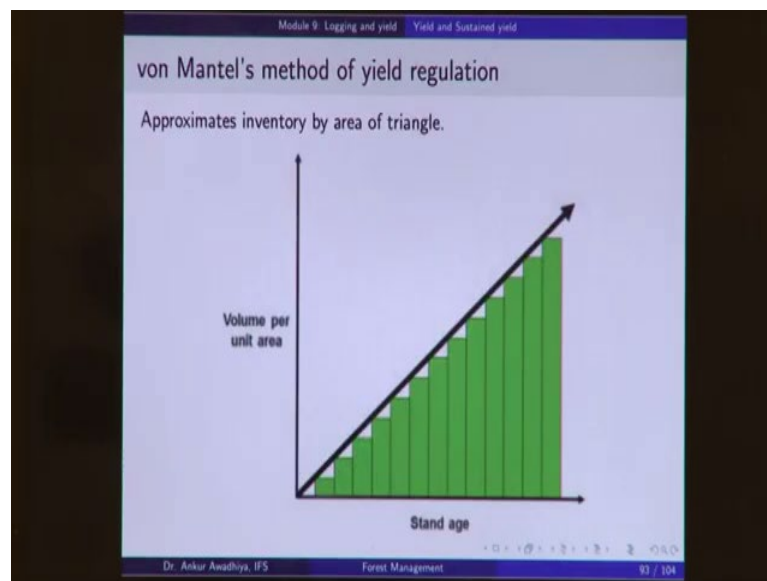 Module 9: Logging and yield Yield and Sustained yield
von Mantel's method of yield regulation
Approximates inventory by area of triangle.
Volume per
unit area
Stand age
Dr. Ankur Awadhiya, IFS Forest Management 93 / 104